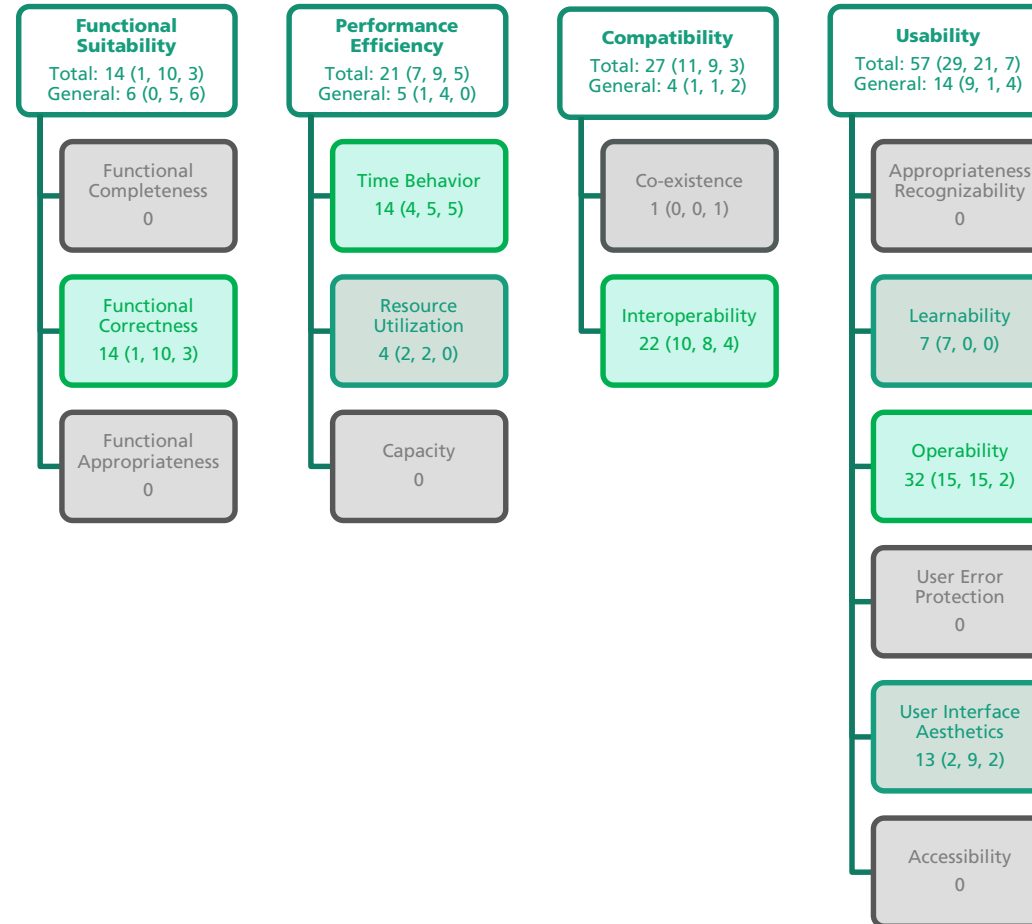 Functional
Suitability
Total: 14 (1, 10, 3)
General: 6 (0, 5, 6)
Functional
Completeness
0
Functional
Correctness
14 (1, 10, 3)
Functional
Appropriateness
0
Performance
Efficiency
Total: 21 (7, 9, 5)
General: 5 (1, 4, 0)
Time Behavior
14 (4, 5, 5)
Resource
Utilization
4 (2, 2, 0)
Capacity
0
Compatibility
Total: 27 (11, 9, 3)
General: 4 (1, 1, 2)
Co-existence
1 (0, 0, 1)
Interoperability
22 (10, 8, 4)
Usability
Total: 57 (29, 21, 7)
General: 14 (9, 1, 4)
Appropriateness
Recognizability
0
Learnability
7 (7, 0, 0)
Operability
32 (15, 15, 2)
User Error
Protection
0
User Interface
Aesthetics
13 (2, 9, 2)
Accessibility
0